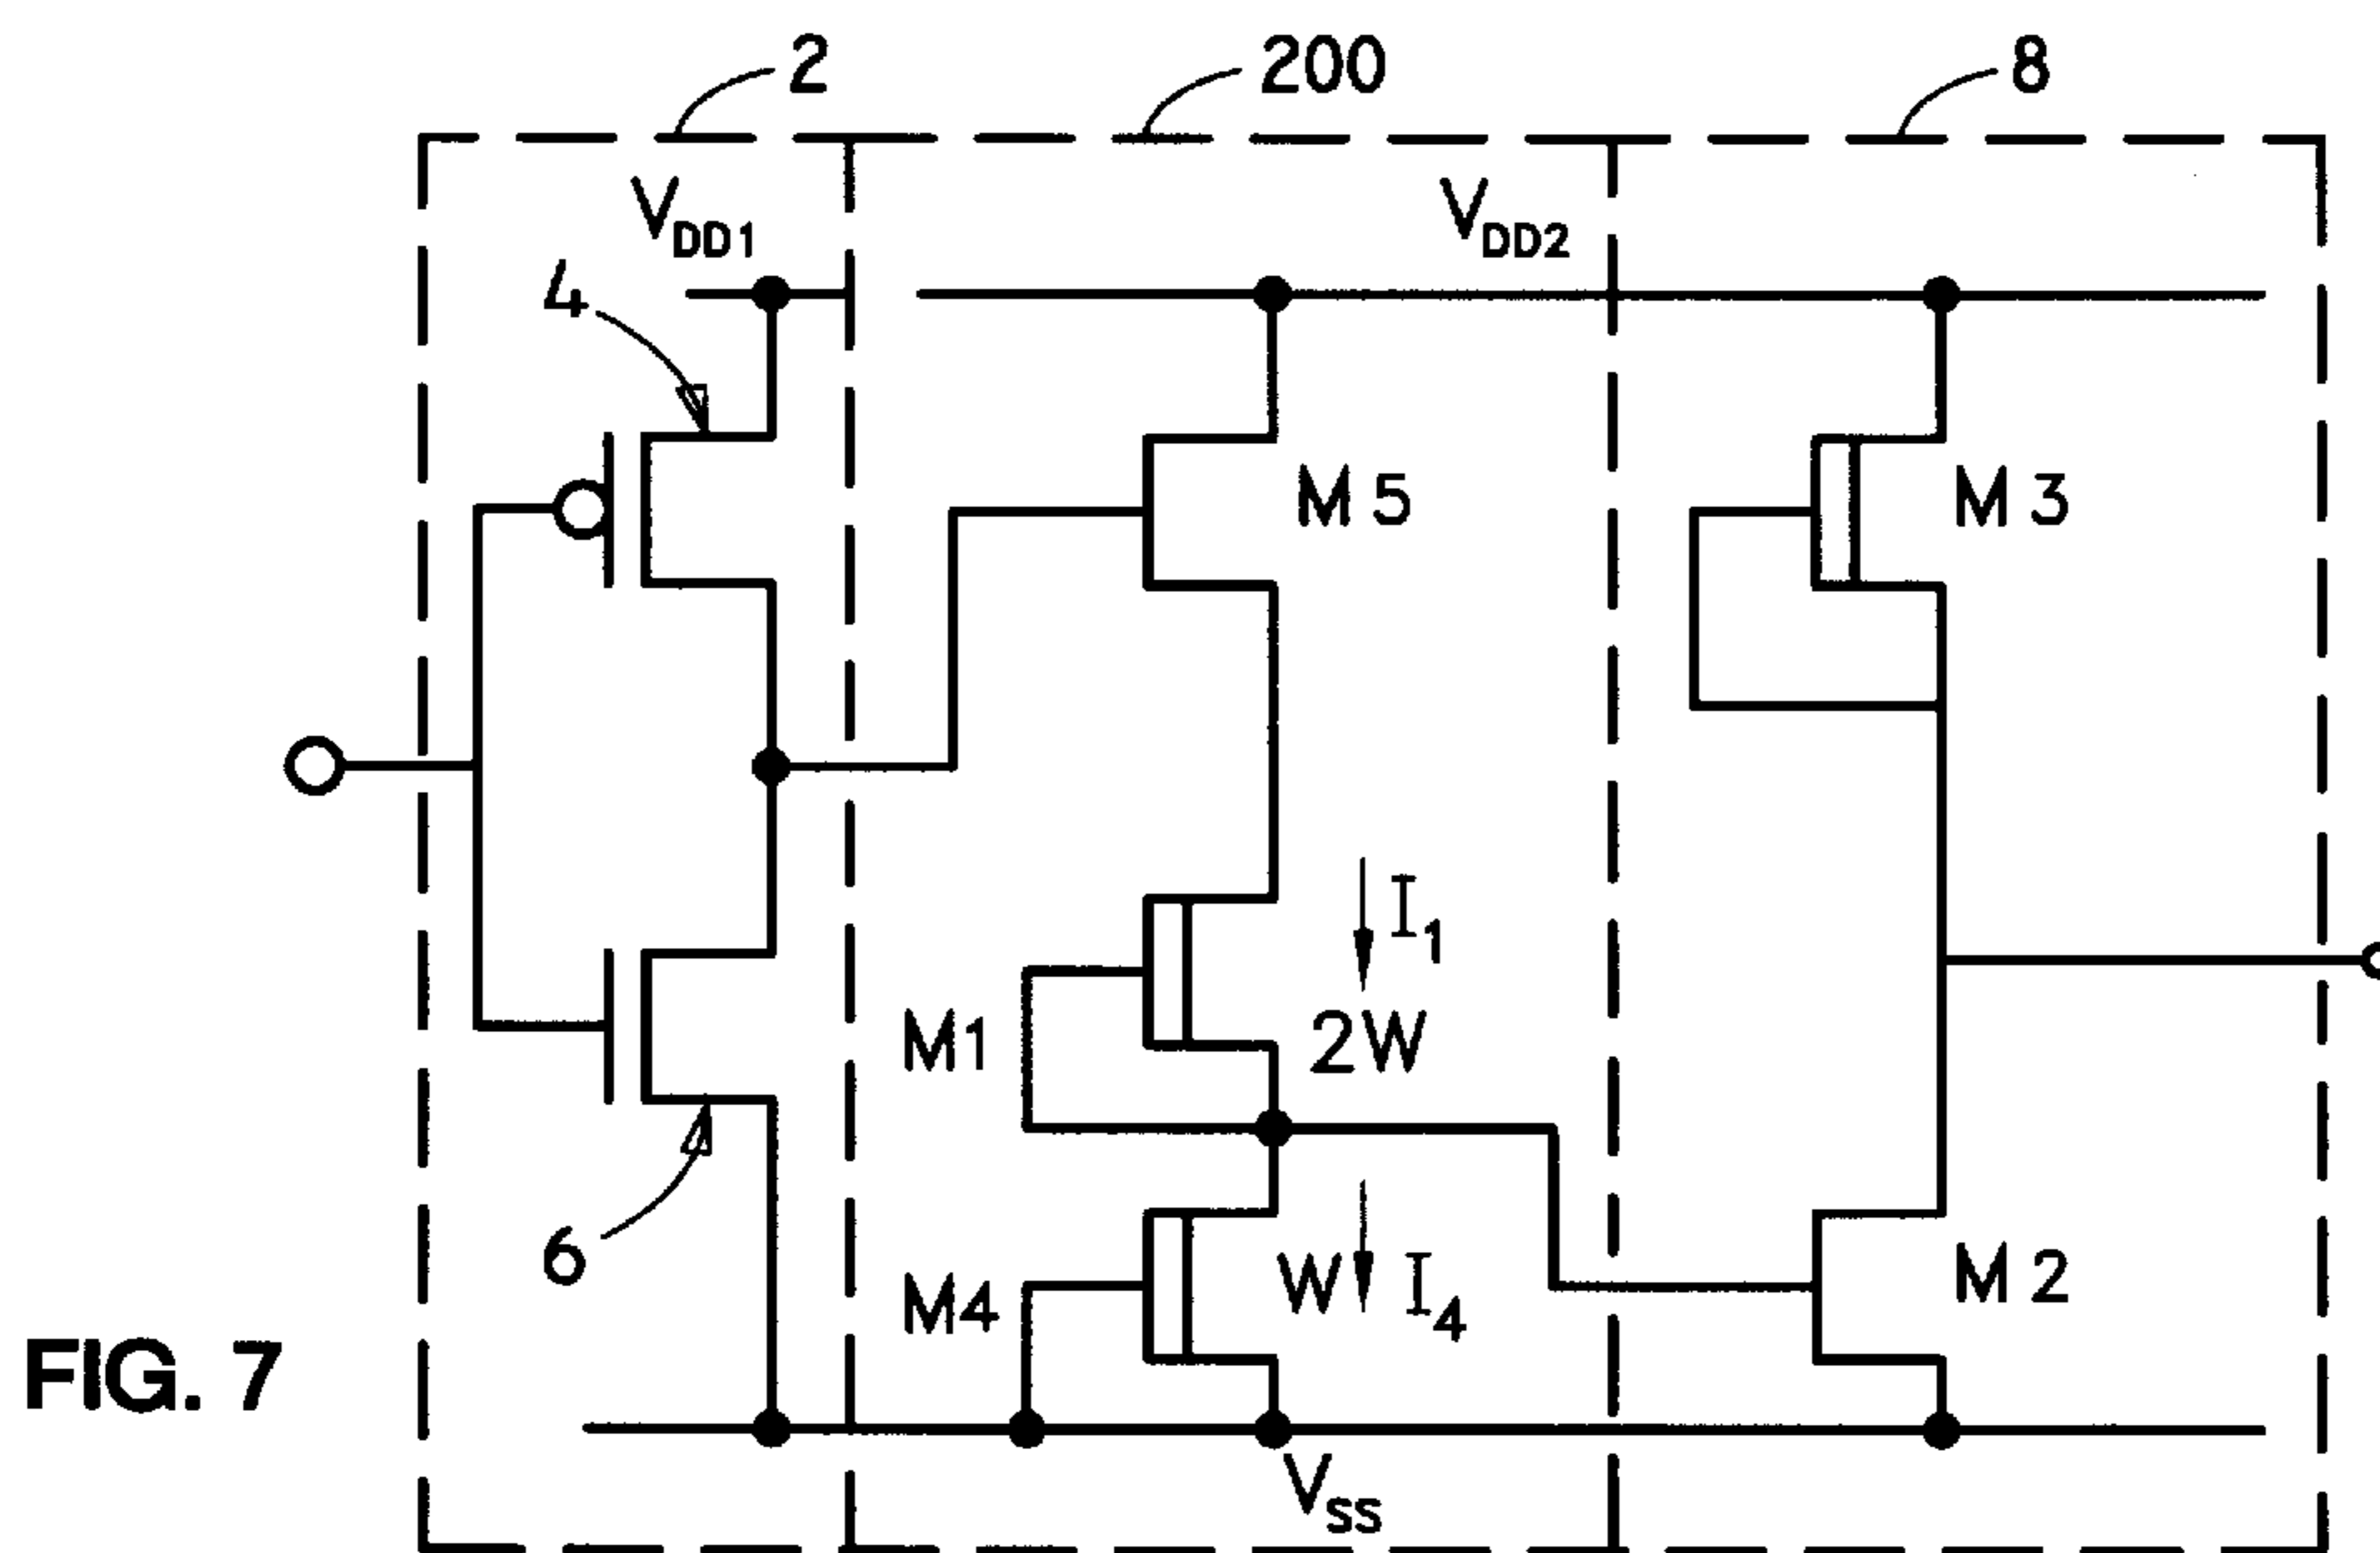 2 200 8
VDD1 VDD2
4
M5 M3
I1
M1 2W
6 M4 W I4 M2
FIG. 7
VSS